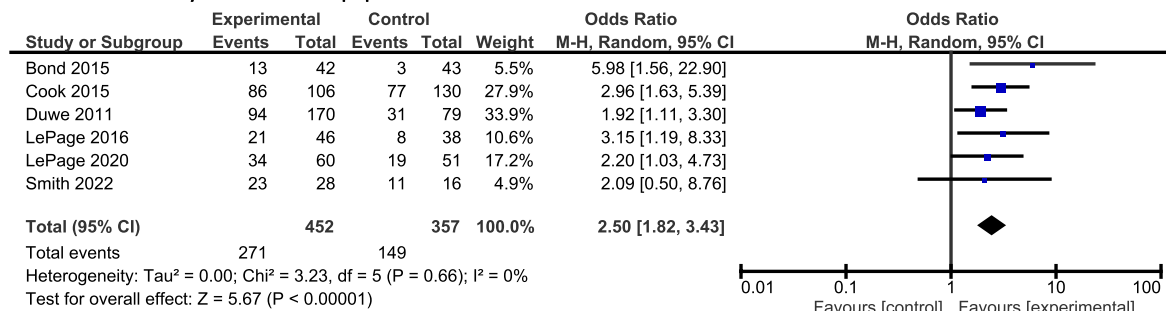 Experimental Control Odds Ratio Odds Ratio
Study or Subgroup Events Total Events Total Weight M-H, Random, 95% CI M-H, Random, 95% CI
Bond 2015 13 42 3 43 5.5% 5.98 [1.56, 22.90]
Cook 2015 86 106 77 130 27.9% 2.96 [1.63, 5.39]
Duwe 2011 94 170 31 79 33.9% 1.92 [1.11, 3.30]
LePage 2016 21 46 8 38 10.6% 3.15 [1.19, 8.33]
LePage 2020 34 60 19 51 17.2% 2.20 [1.03, 4.73]
Smith 2022 23 28 11 16 4.9% 2.09 [0.50, 8.76]
Total (95% CI) 452 357 100.0% 2.50 [1.82, 3.43]
Total events 271 149
Heterogeneity: Tau² = 0.00; Chi² = 3.23, df = 5 (P = 0.66); I² = 0%
Test for overall effect: Z = 5.67 (P < 0.00001)
0.01 0.1 1 10 100
Favours [control] Favours [experimental]